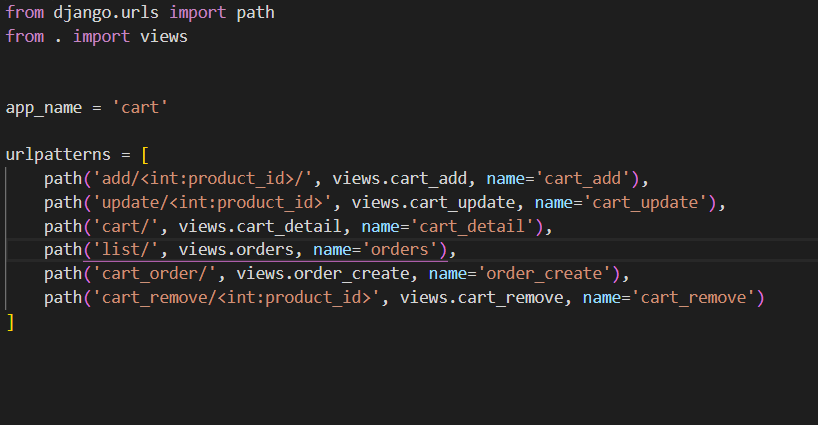 from django.urls import path
from . import views
app_name = 'cart'
urlpatterns = [
    path('add/<int:product_id>/', views.cart_add, name='cart_add'),
    path('update/<int:product_id>', views.cart_update, name='cart_update'),
    path('cart/', views.cart_detail, name='cart_detail'),
    path('list/', views.orders, name='orders'),
    path('cart_order/', views.order_create, name='order_create'),
    path('cart_remove/<int:product_id>', views.cart_remove, name='cart_remove')
]